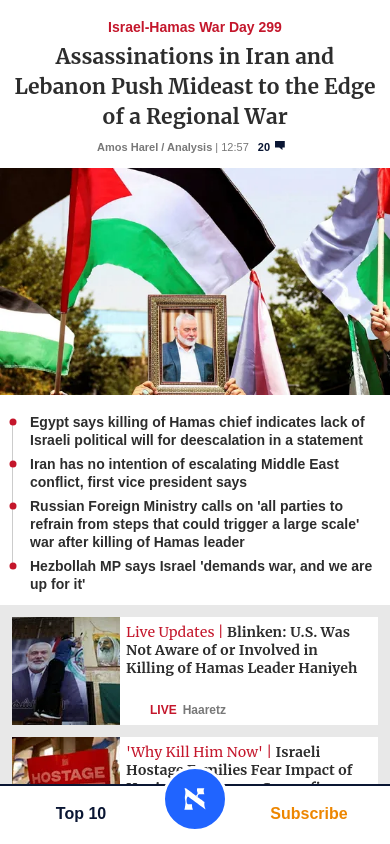 Israel-Hamas War Day 299
Assassinations in Iran and
Lebanon Push Mideast to the Edge
of a Regional War
Amos Harel / Analysis | 12:57 20
Egypt says killing of Hamas chief indicates lack of
Israeli political will for deescalation in a statement
Iran has no intention of escalating Middle East
conflict, first vice president says
Russian Foreign Ministry calls on 'all parties to
refrain from steps that could trigger a large scale'
war after killing of Hamas leader
Hezbollah MP says Israel 'demands war, and we are
up for it'
Live Updates | Blinken: U.S. Was
Not Aware of or Involved in
Killing of Hamas Leader Haniyeh
LIVE Haaretz
HOSTAGE
'Why Kill Him Now' | Israeli
Hostage Families Fear Impact of
Top 10
Subscribe